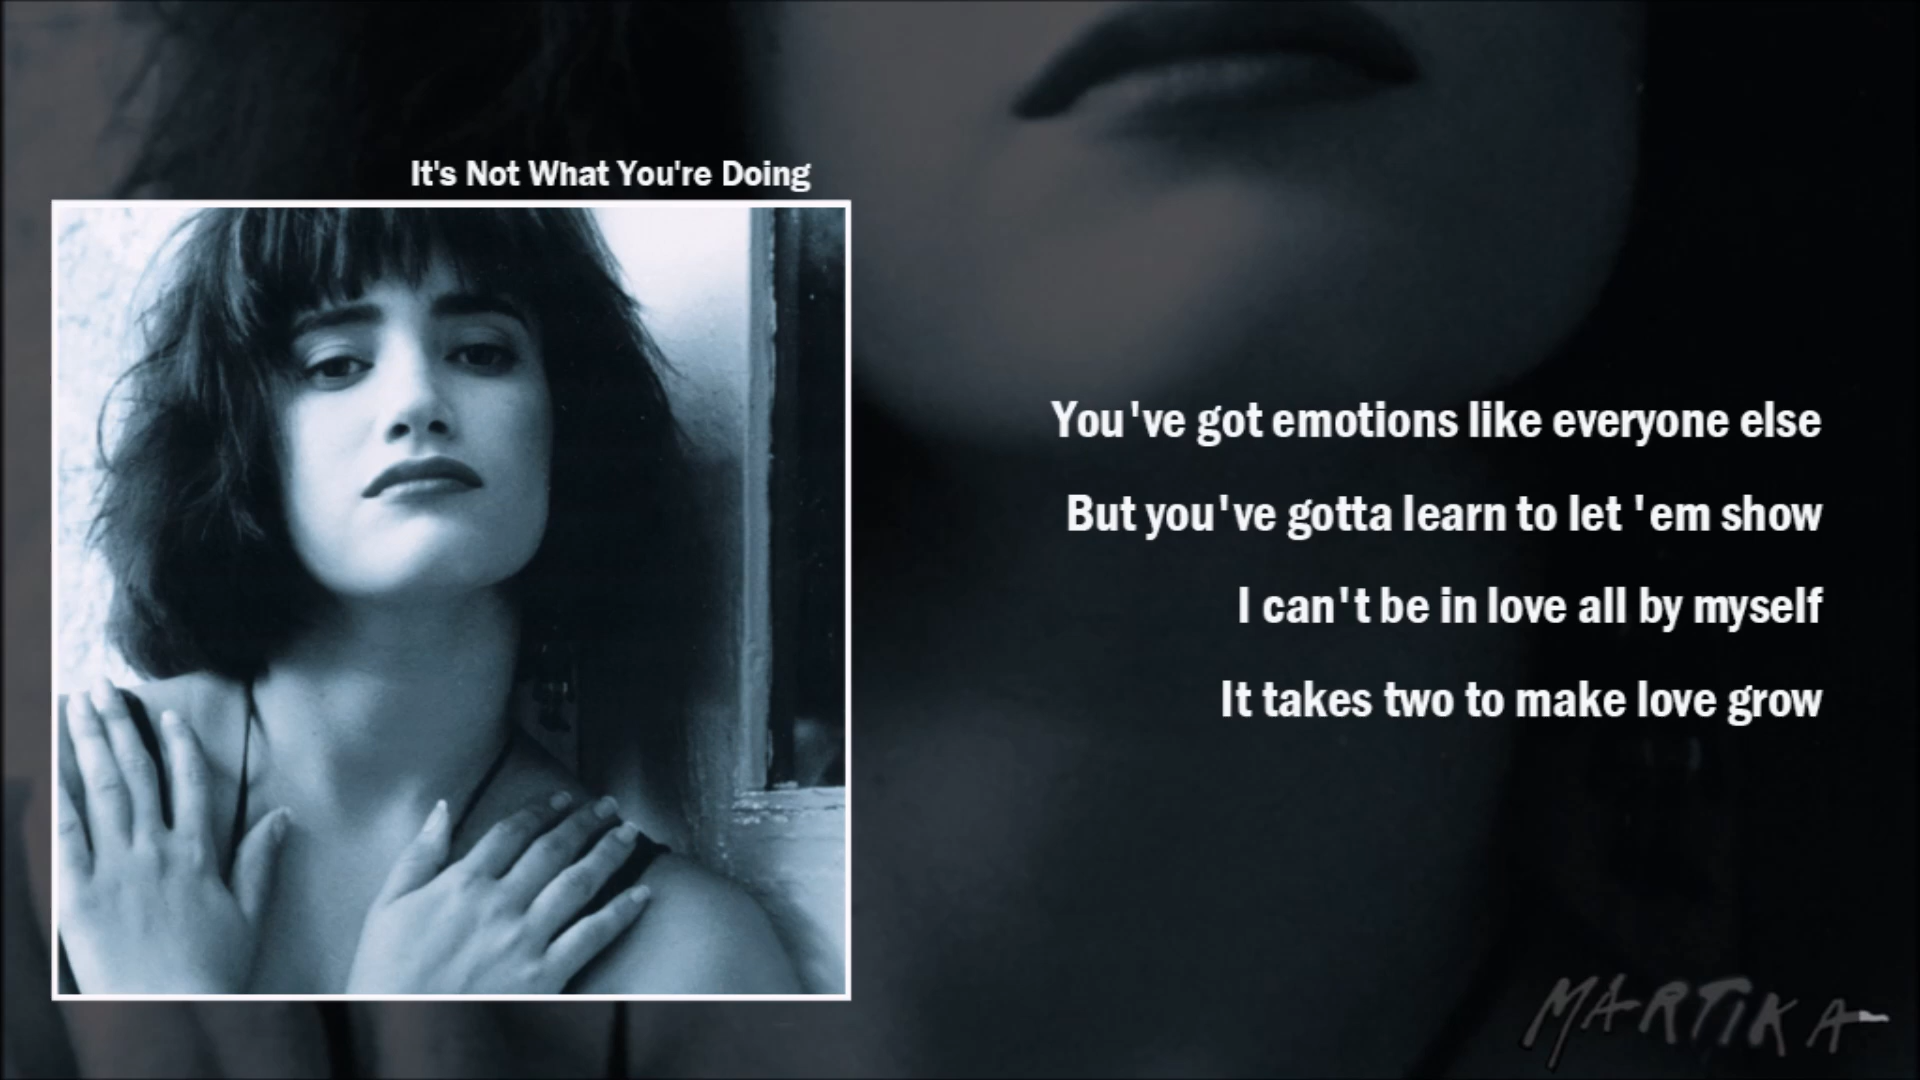 It's Not What You're Doing
You've got emotions like everyone else
But you've gotta learn to let 'em show
I can't be in love all by myself
It takes two to make love grow
MARTIKA